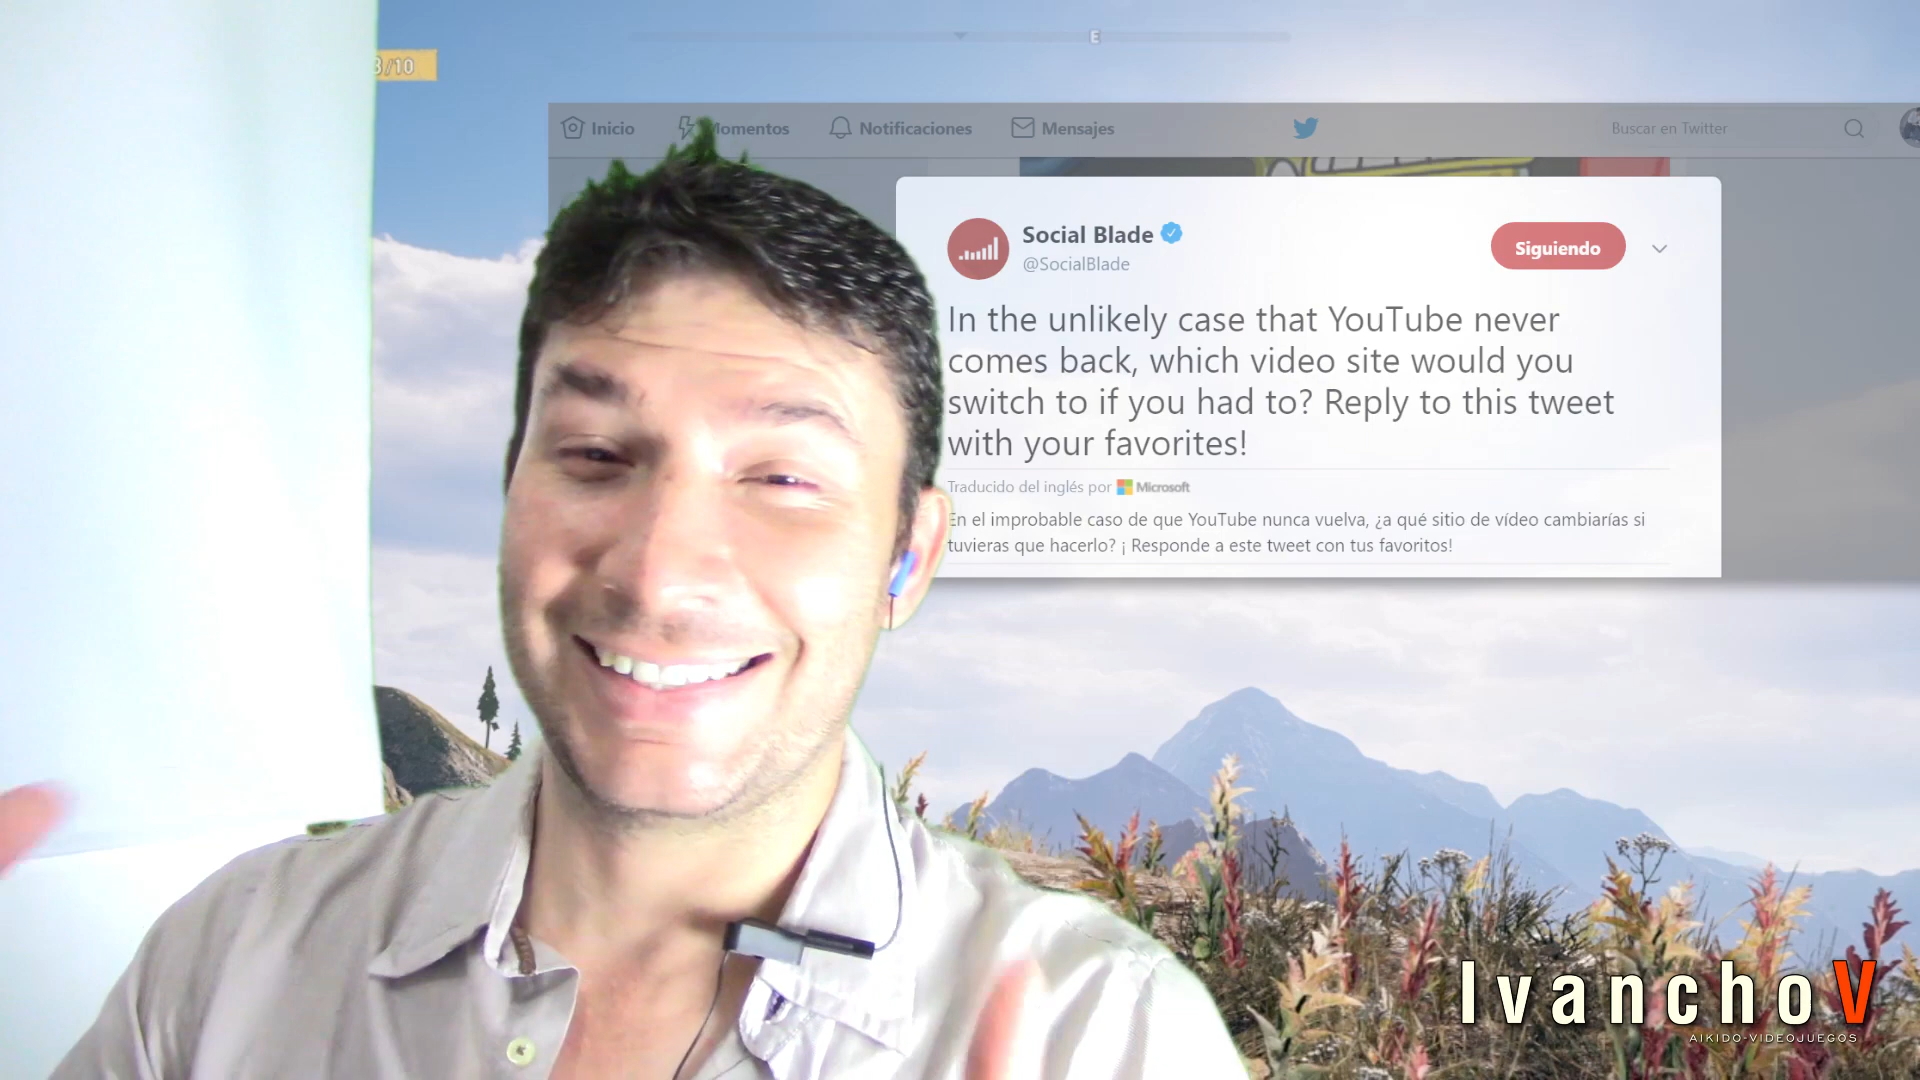 E
3/10
Inicio
Momentos
Notificaciones
Mensajes
Buscar en Twitter
Social Blade
@SocialBlade
Siguiendo
In the unlikely case that YouTube never
comes back, which video site would you
switch to if you had to? Reply to this tweet
with your favorites!
Traducido del inglés por Microsoft
En el improbable caso de que YouTube nunca vuelva, ¿a qué sitio de vídeo cambiarías si
tuvieras que hacerlo? ¡ Responde a este tweet con tus favoritos!
IvanchoV
AIKIDO-VIDEOJUEGOS